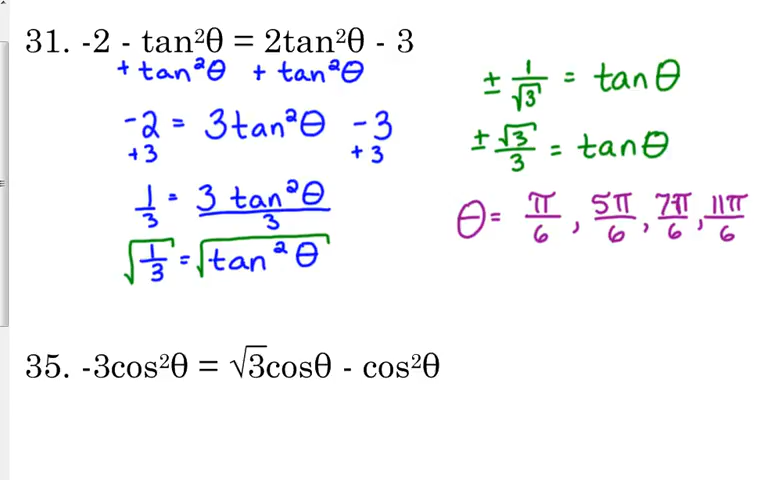 31. -2 - tan²θ = 2tan²θ - 3
+ tan²θ + tan²θ
-2 = 3tan²θ - 3
+3 +3
1/3 = 3 tan²θ/3
√1/3 = √tan²θ
± 1/√3 = tanθ
± √3/3 = tanθ
θ = π/6, 5π/6, 7π/6, 11π/6
35. -3cos²θ = √3cosθ - cos²θ